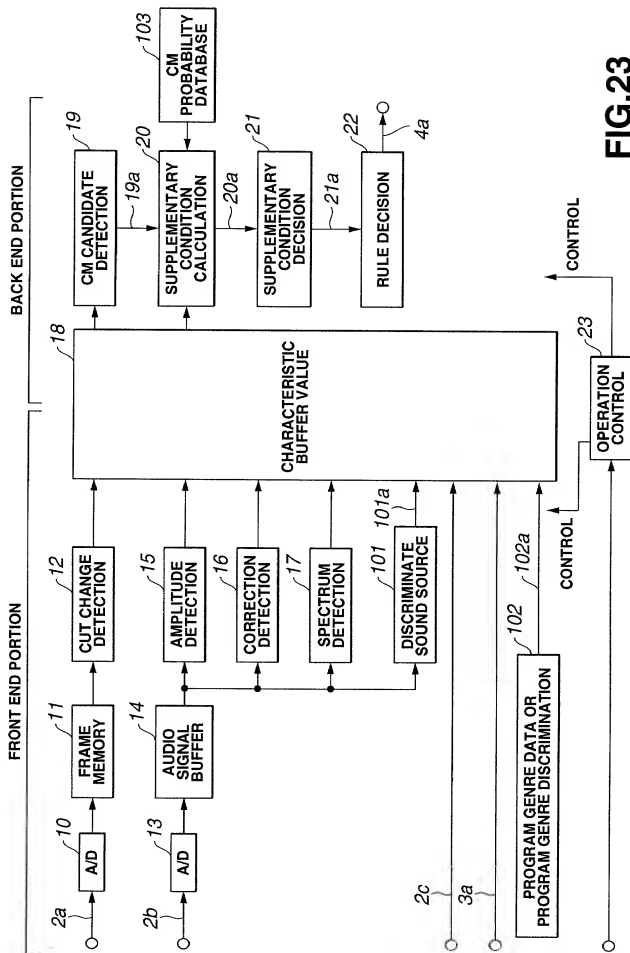 FRONT END PORTION
BACK END PORTION
2a
10
A/D
11
FRAME
MEMORY
12
CUT CHANGE
DETECTION
2b
13
A/D
14
AUDIO
SIGNAL
BUFFER
15
AMPLITUDE
DETECTION
16
CORRECTION
DETECTION
17
SPECTRUM
DETECTION
101
DISCRIMINATE
SOUND SOURCE
101a
2c
3a
102
PROGRAM GENRE DATA OR
PROGRAM GENRE DISCRIMINATION
102a
18
CHARACTERISTIC
BUFFER VALUE
19
CM CANDIDATE
DETECTION
19a
103
CM
PROBABILITY
DATABASE
20
SUPPLEMENTARY
CONDITION
CALCULATION
20a
21
SUPPLEMENTARY
CONDITION
DECISION
21a
22
RULE DECISION
4a
CONTROL
CONTROL
23
OPERATION
CONTROL
FIG.23